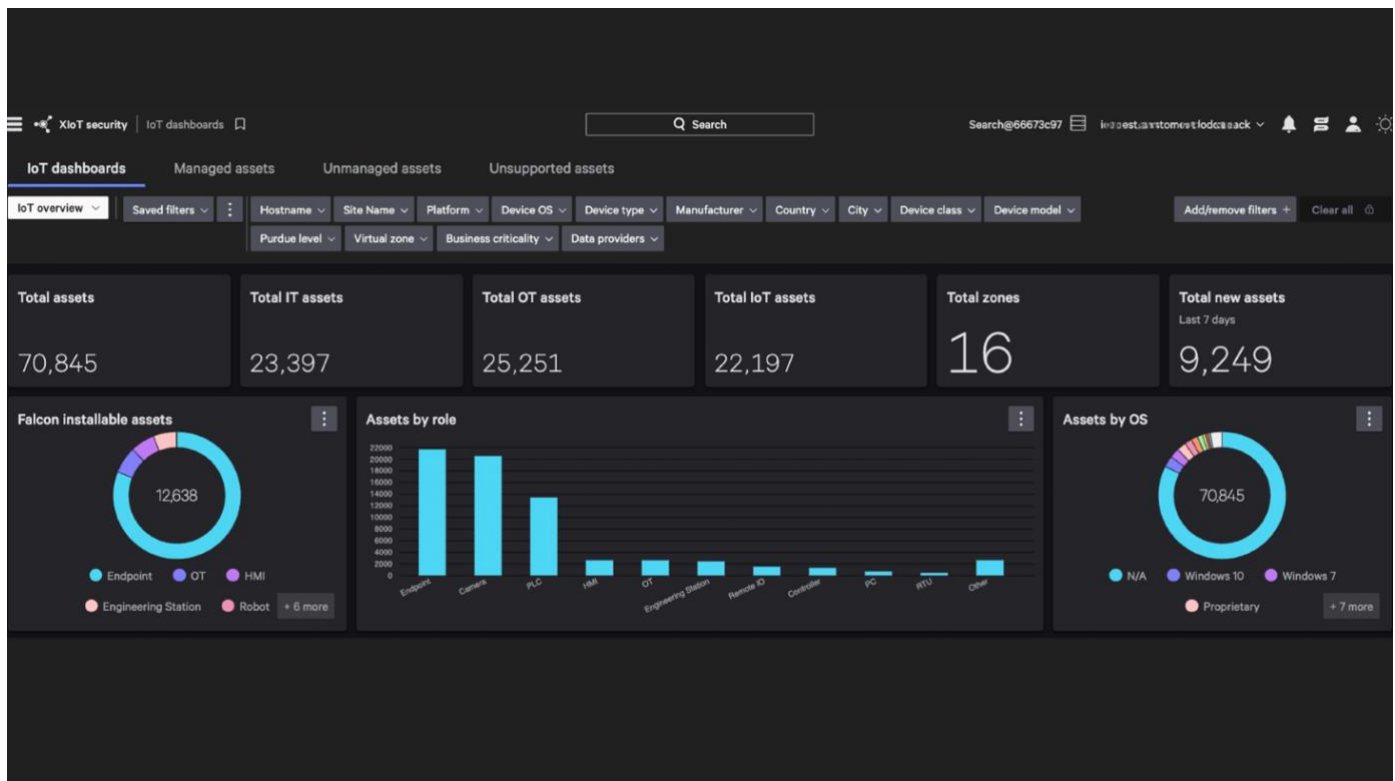 XIoT security IoT dashboards Search Search@66673c97
IoT dashboards Managed assets Unmanaged assets Unsupported assets
IoT overview Saved filters Hostname Site Name Platform Device OS Device type Manufacturer Country City Device class Device model Add/remove filters + Clear all
Purdue level Virtual zone Business criticality Data providers
Total assets Total IT assets Total OT assets Total IoT assets Total zones Total new assets
Last 7 days
70,845 23,397 25,251 22,197 16 9,249
Falcon installable assets
12,638
Endpoint OT HMI
Engineering Station Robot + 6 more
Assets by role
22000
20000
18000
16000
14000
12000
10000
8000
6000
4000
2000
0
Endpoint Camera PLC HMI OT Engineering Station Remote IO Controller PC RTU Other
Assets by OS
70,845
N/A Windows 10 Windows 7
Proprietary + 7 more